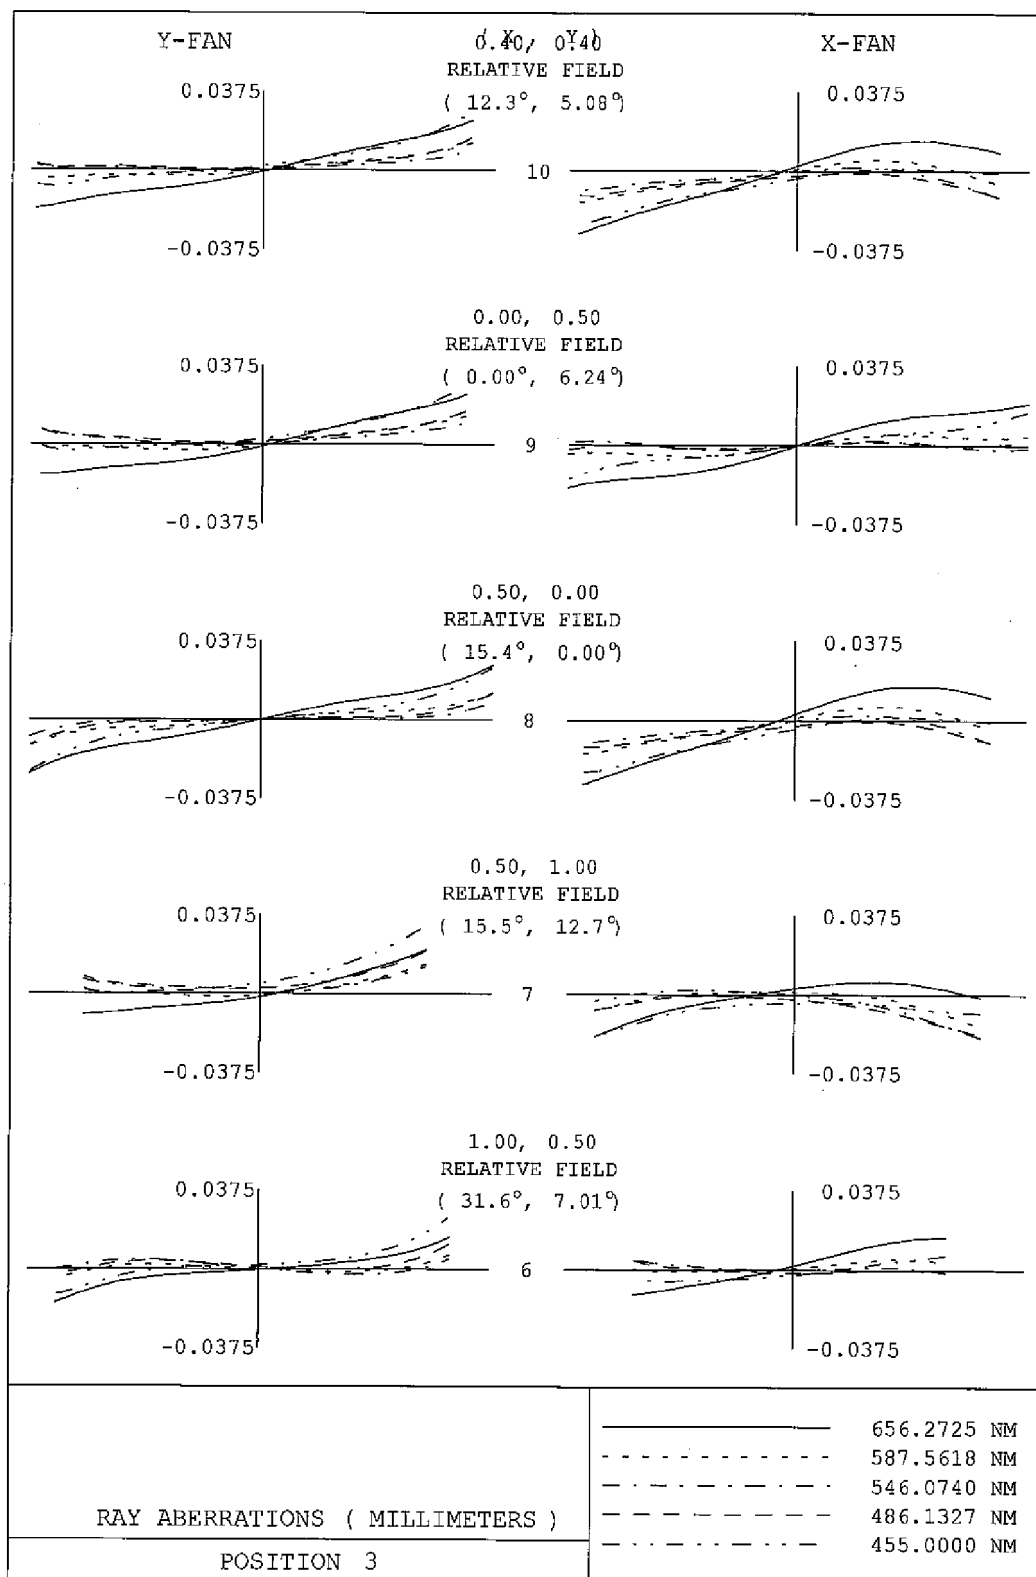 Y-FAN
( X, Y )
0.40, 0.40
X-FAN
RELATIVE FIELD
( 12.3°, 5.08°)
0.0375
0.0375
10
-0.0375
-0.0375
0.00, 0.50
RELATIVE FIELD
( 0.00°, 6.24°)
0.0375
0.0375
9
-0.0375
-0.0375
0.50, 0.00
RELATIVE FIELD
( 15.4°, 0.00°)
0.0375
0.0375
8
-0.0375
-0.0375
0.50, 1.00
RELATIVE FIELD
( 15.5°, 12.7°)
0.0375
0.0375
7
-0.0375
-0.0375
1.00, 0.50
RELATIVE FIELD
( 31.6°, 7.01°)
0.0375
0.0375
6
-0.0375
-0.0375
656.2725 NM
587.5618 NM
546.0740 NM
486.1327 NM
455.0000 NM
RAY ABERRATIONS ( MILLIMETERS )
POSITION 3